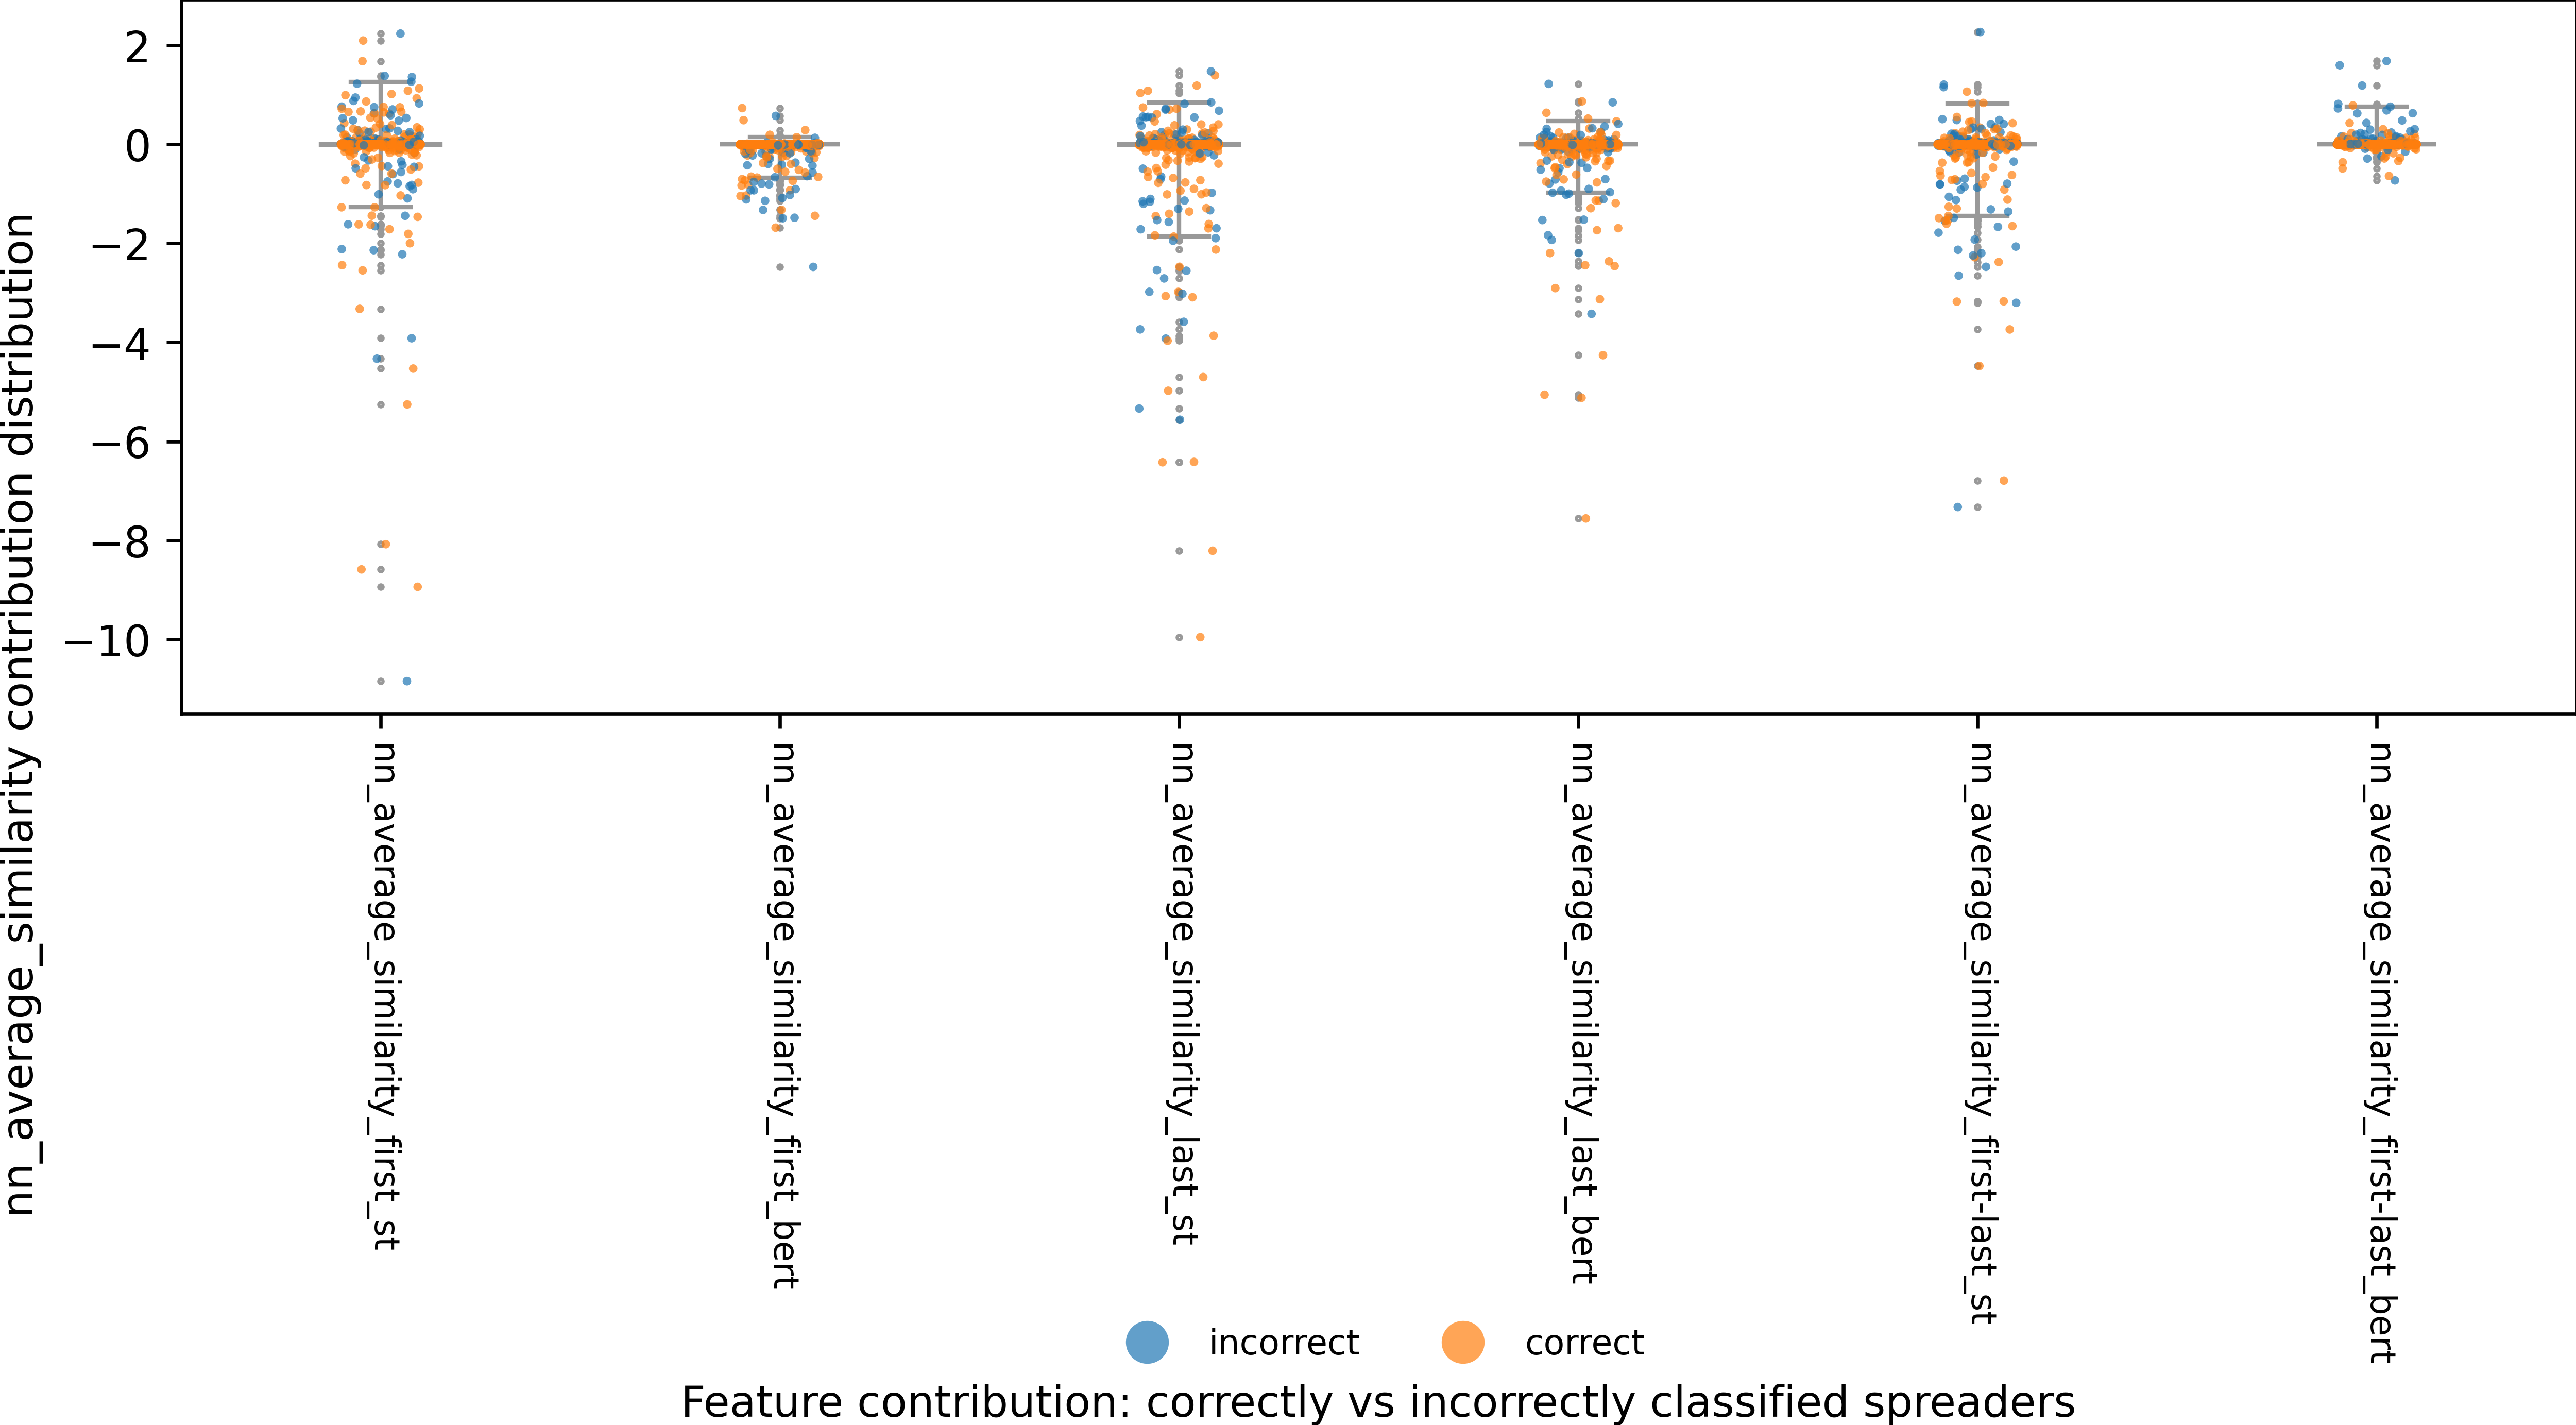 nn_average_similarity contribution distribution
2
0
−2
−4
−6
−8
−10
nn_average_similarity_first_st
nn_average_similarity_first_bert
nn_average_similarity_last_st
nn_average_similarity_last_bert
nn_average_similarity_first-last_st
nn_average_similarity_first-last_bert
incorrect correct
Feature contribution: correctly vs incorrectly classified spreaders